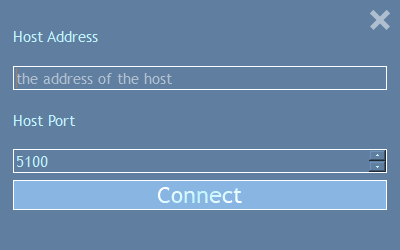 Host Address
the address of the host
Host Port
5100
Connect